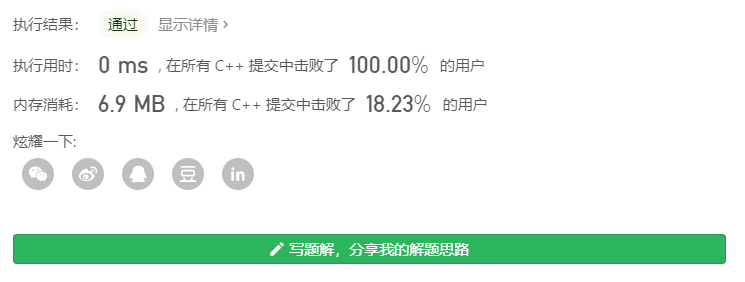 执行结果： 通过 显示详情 >
执行用时： 0 ms , 在所有 C++ 提交中击败了 100.00% 的用户
内存消耗： 6.9 MB , 在所有 C++ 提交中击败了 18.23% 的用户
炫耀一下:
豆 in
写题解，分享我的解题思路